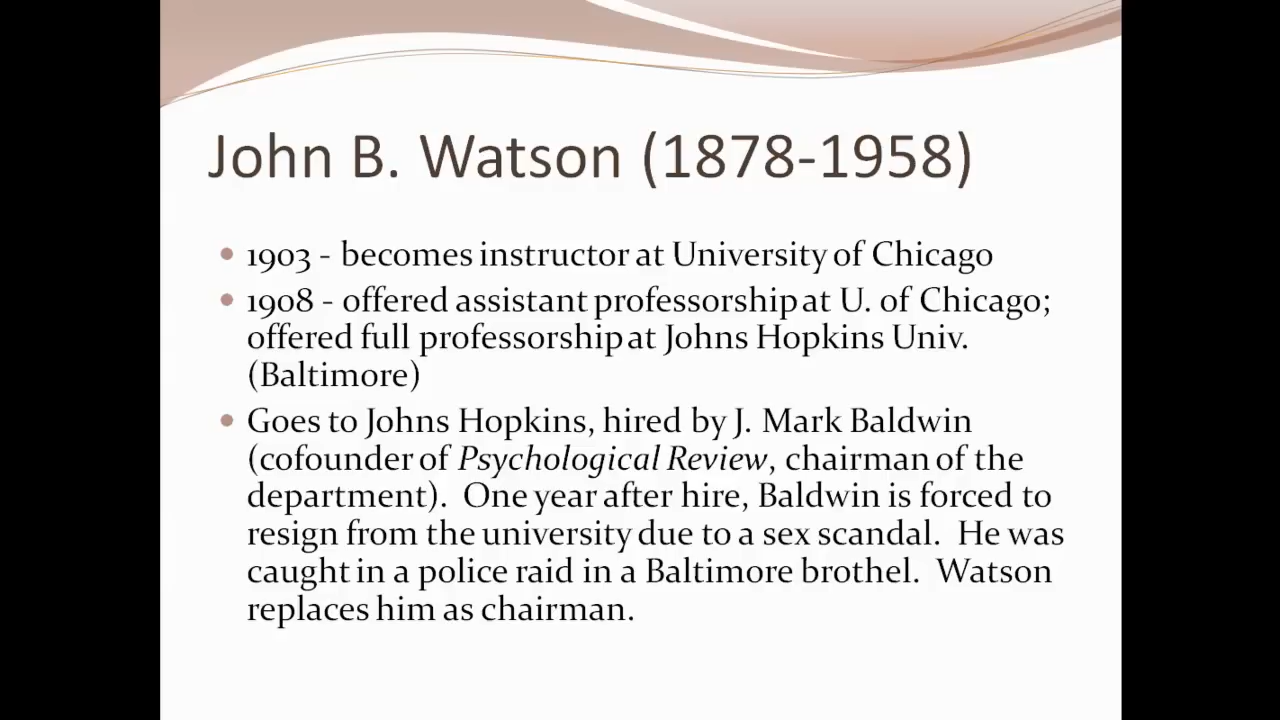 John B. Watson (1878-1958)
• 1903 - becomes instructor at University of Chicago
• 1908 - offered assistant professorship at U. of Chicago;
offered full professorship at Johns Hopkins Univ.
(Baltimore)
• Goes to Johns Hopkins, hired by J. Mark Baldwin
(cofounder of Psychological Review, chairman of the
department).  One year after hire, Baldwin is forced to
resign from the university due to a sex scandal.  He was
caught in a police raid in a Baltimore brothel.  Watson
replaces him as chairman.